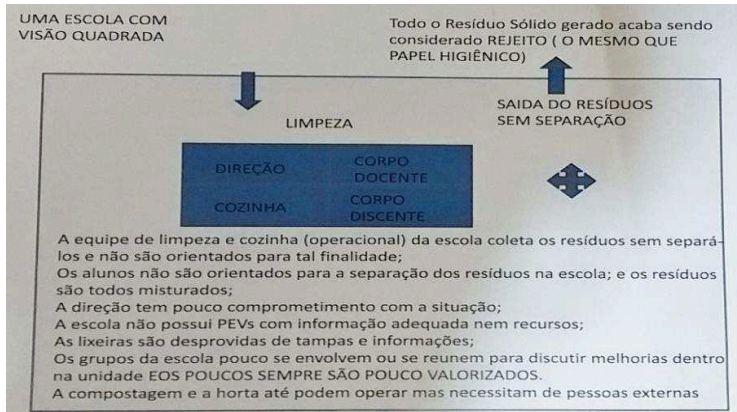 UMA ESCOLA COM
VISÃO QUADRADA
Todo o Resíduo Sólido gerado acaba sendo
considerado REJEITO ( O MESMO QUE
PAPEL HIGIÊNICO)
SAIDA DO RESÍDUOS
SEM SEPARAÇÃO
LIMPEZA
DIREÇÃO
CORPO
DOCENTE
COZINHA
CORPO
DISCENTE
A equipe de limpeza e cozinha (operacional) da escola coleta os resíduos sem separá-
los e não são orientados para tal finalidade;
Os alunos não são orientados para a separação dos resíduos na escola; e os resíduos
são todos misturados;
A direção tem pouco comprometimento com a situação;
A escola não possui PEVs com informação adequada nem recursos;
As lixeiras são desprovidas de tampas e informações;
Os grupos da escola pouco se envolvem ou se reunem para discutir melhorias dentro
na unidade EOS POUCOS SEMPRE SÃO POUCO VALORIZADOS.
A compostagem e a horta até podem operar mas necessitam de pessoas externas